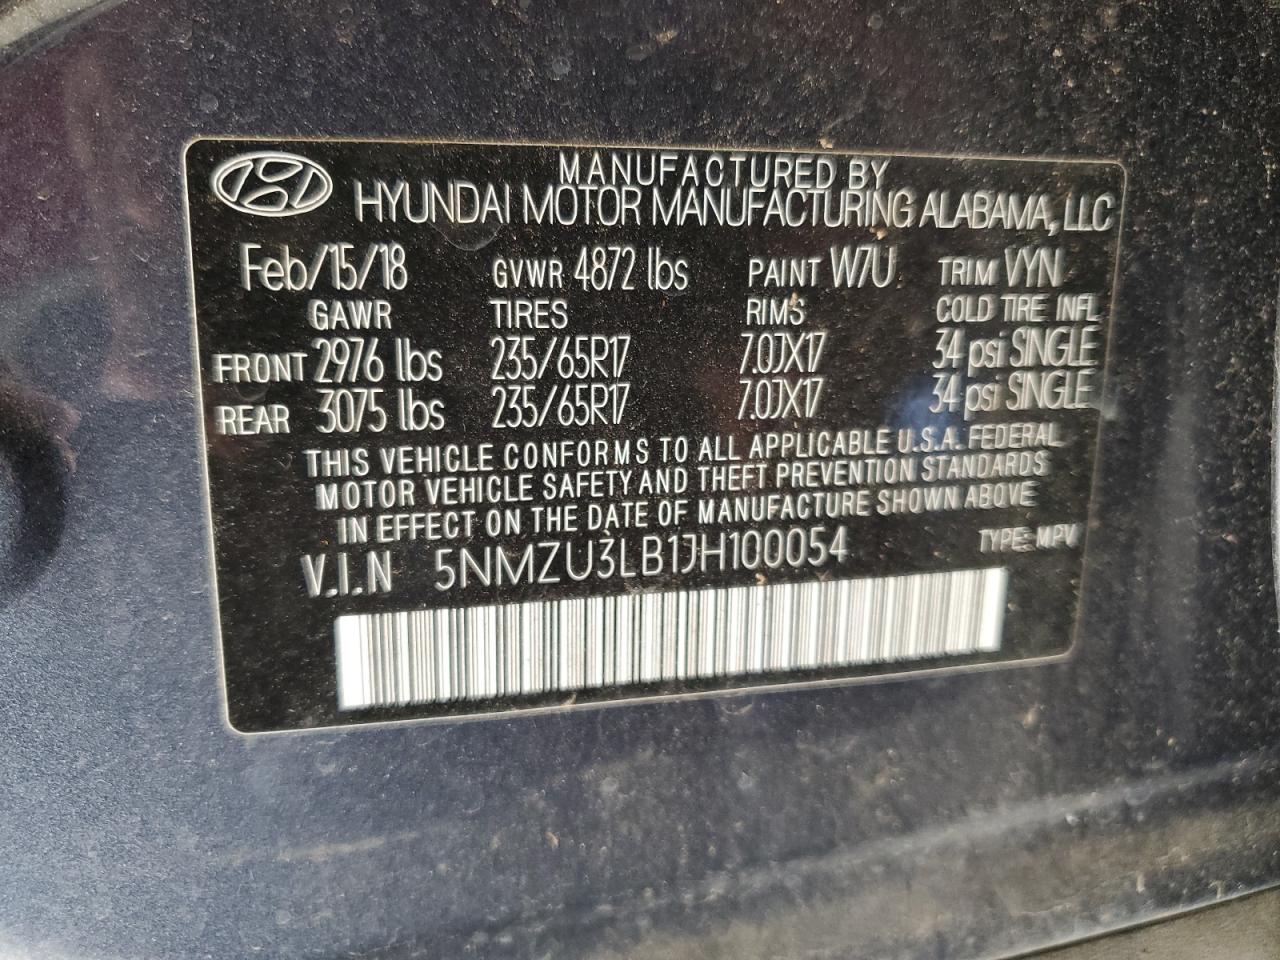 MANUFACTURED BY
HYUNDAI MOTOR MANUFACTURING ALABAMA, LLC
Feb/15/18 GVWR 4872 lbs PAINT W7U TRIM VYN
GAWR TIRES RIMS COLD TIRE INFL
FRONT 2976 lbs 235/65R17 7.0JX17 34 psi SINGLE
REAR 3075 lbs 235/65R17 7.0JX17 34 psi SINGLE
THIS VEHICLE CONFORMS TO ALL APPLICABLE U.S.A. FEDERAL
MOTOR VEHICLE SAFETY AND THEFT PREVENTION STANDARDS
IN EFFECT ON THE DATE OF MANUFACTURE SHOWN ABOVE
V.I.N 5NMZU3LB1JH100054 TYPE: MPV